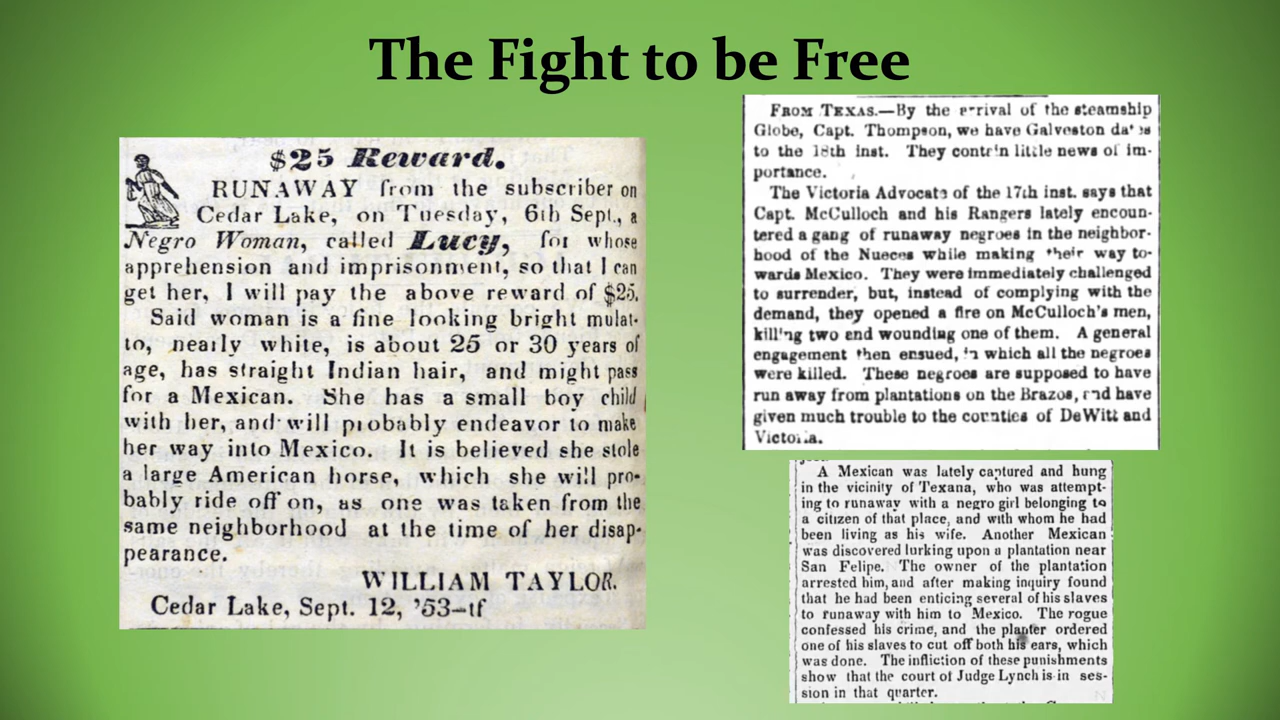 The Fight to be Free
$25 Reward.
RUNAWAY from the subscriber on
Cedar Lake, on Tuesday, 6th Sept., a
Negro Woman, called Lucy, for whose
apprehension and imprisonment, so that I can
get her, I will pay the above reward of $25.
Said woman is a fine looking bright mulat-
to, nearly white, is about 25 or 30 years of
age, has straight Indian hair, and might pass
for a Mexican. She has a small boy child
with her, and will probably endeavor to make
her way into Mexico. It is believed she stole
a large American horse, which she will pro-
bably ride off on, as one was taken from the
same neighborhood at the time of her disap-
pearance.
WILLIAM TAYLOR.
Cedar Lake, Sept. 12, '53-tf
FROM TEXAS.—By the arrival of the steamship
Globe, Capt. Thompson, we have Galveston dates
to the 18th inst. They contain little news of im-
portance.
The Victoria Advocate of the 17th inst. says that
Capt. McCulloch and his Rangers lately encoun-
tered a gang of runaway negroes in the neighbor-
hood of the Nueces while making their way to-
wards Mexico. They were immediately challenged
to surrender, but, instead of complying with the
demand, they opened a fire on McCulloch's men,
killing two and wounding one of them. A general
engagement then ensued, in which all the negroes
were killed. These negroes are supposed to have
run away from plantations on the Brazos, and have
given much trouble to the counties of DeWitt and
Victoria.
A Mexican was lately captured and hung
in the vicinity of Texana, who was attempt-
ing to runaway with a negro girl belonging to
a citizen of that place, and with whom he had
been living as his wife. Another Mexican
was discovered lurking upon a plantation near
San Felipe. The owner of the plantation
arrested him, and after making inquiry found
that he had been enticing several of his slaves
to runaway with him to Mexico. The rogue
confessed his crime, and the planter ordered
one of his slaves to cut off both his ears, which
was done. The infliction of these punishments
show that the court of Judge Lynch is in ses-
sion in that quarter.